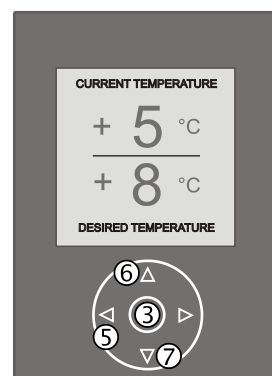 CURRENT TEMPERATURE
+ 5 °C
+ 8 °C
DESIRED TEMPERATURE
6
3
5
7